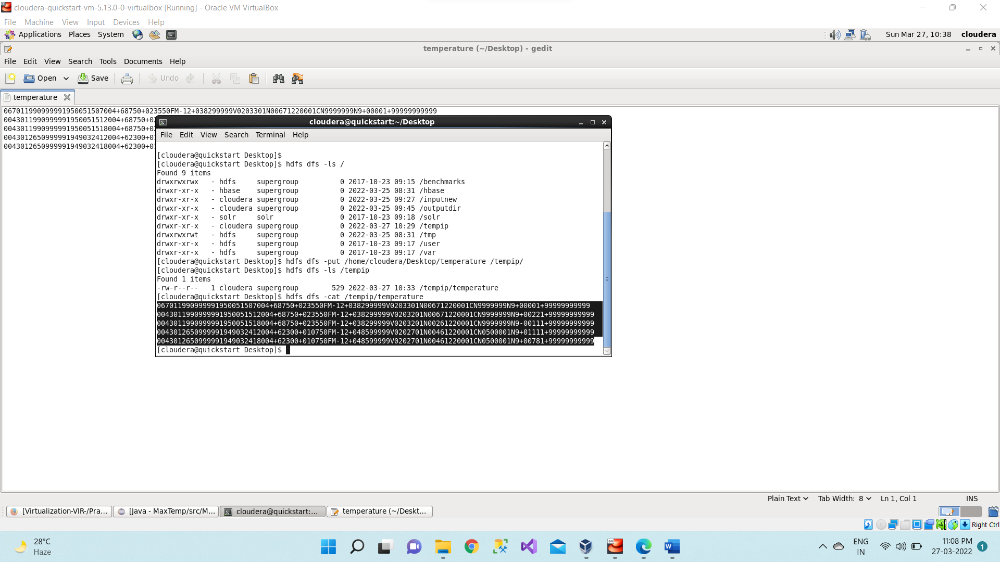 cloudera-quickstart-vm-5.13.0-0-virtualbox [Running] - Oracle VM VirtualBox
File Machine View Input Devices Help
Applications Places System Sun Mar 27, 10:38 cloudera
temperature (~/Desktop) - gedit
File Edit View Search Tools Documents Help
Open Save Undo
temperature
0670119909999991950051507004+68750+023550FM-12+038299999V0203301N00671220001CN9999999N9+00001+99999999999
0043011990999991950051512004+68750+02
0043011990999991950051518004+68750+02
0043012650999991949032412004+62300+01
0043012650999991949032418004+62300+01
cloudera@quickstart:~/Desktop
File Edit View Search Terminal Help
[cloudera@quickstart Desktop]$
[cloudera@quickstart Desktop]$ hdfs dfs -ls /
Found 9 items
drwxrwxrwx   - hdfs     supergroup          0 2017-10-23 09:15 /benchmarks
drwxr-xr-x   - hbase    supergroup          0 2022-03-25 08:31 /hbase
drwxr-xr-x   - cloudera supergroup          0 2022-03-25 09:27 /inputnew
drwxr-xr-x   - cloudera supergroup          0 2022-03-25 09:45 /outputdir
drwxr-xr-x   - solr     solr                0 2017-10-23 09:18 /solr
drwxr-xr-x   - cloudera supergroup          0 2022-03-27 10:29 /tempip
drwxrwxrwt   - hdfs     supergroup          0 2022-03-25 08:31 /tmp
drwxr-xr-x   - hdfs     supergroup          0 2017-10-23 09:17 /user
drwxr-xr-x   - hdfs     supergroup          0 2017-10-23 09:17 /var
[cloudera@quickstart Desktop]$ hdfs dfs -put /home/cloudera/Desktop/temperature /tempip/
[cloudera@quickstart Desktop]$ hdfs dfs -ls /tempip
Found 1 items
-rw-r--r--   1 cloudera supergroup        529 2022-03-27 10:33 /tempip/temperature
[cloudera@quickstart Desktop]$ hdfs dfs -cat /tempip/temperature
0670119909999991950051507004+68750+023550FM-12+038299999V0203301N00671220001CN9999999N9+00001+99999999999
0043011990999991950051512004+68750+023550FM-12+038299999V0203201N00671220001CN9999999N9+00221+99999999999
0043011990999991950051518004+68750+023550FM-12+038299999V0203201N00261220001CN9999999N9-00111+99999999999
0043012650999991949032412004+62300+010750FM-12+048599999V0202701N00461220001CN0500001N9+01111+99999999999
0043012650999991949032418004+62300+010750FM-12+048599999V0202701N00461220001CN0500001N9+00781+99999999999
[cloudera@quickstart Desktop]$
Plain Text Tab Width: 8 Ln 1, Col 1 INS
[Virtualization-VIR-/Pra... [Java - MaxTemp/src/M... cloudera@quickstart:... temperature (~/Deskt...
Right Ctrl
28°C
Haze
64
ENG
IN
11:08 PM
27-03-2022
1